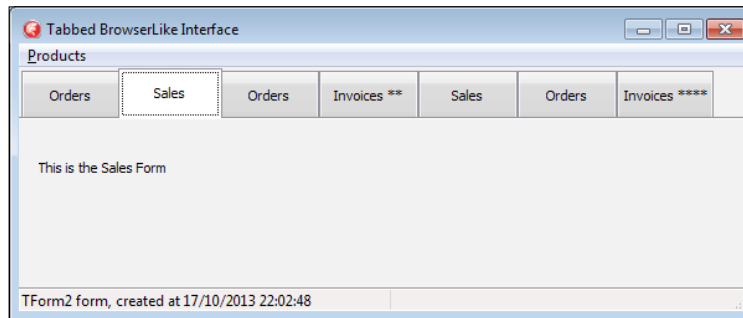 Tabbed BrowserLike Interface
Products
Orders Sales Orders Invoices ** Sales Orders Invoices ****
This is the Sales Form
TForm2 form, created at 17/10/2013 22:02:48